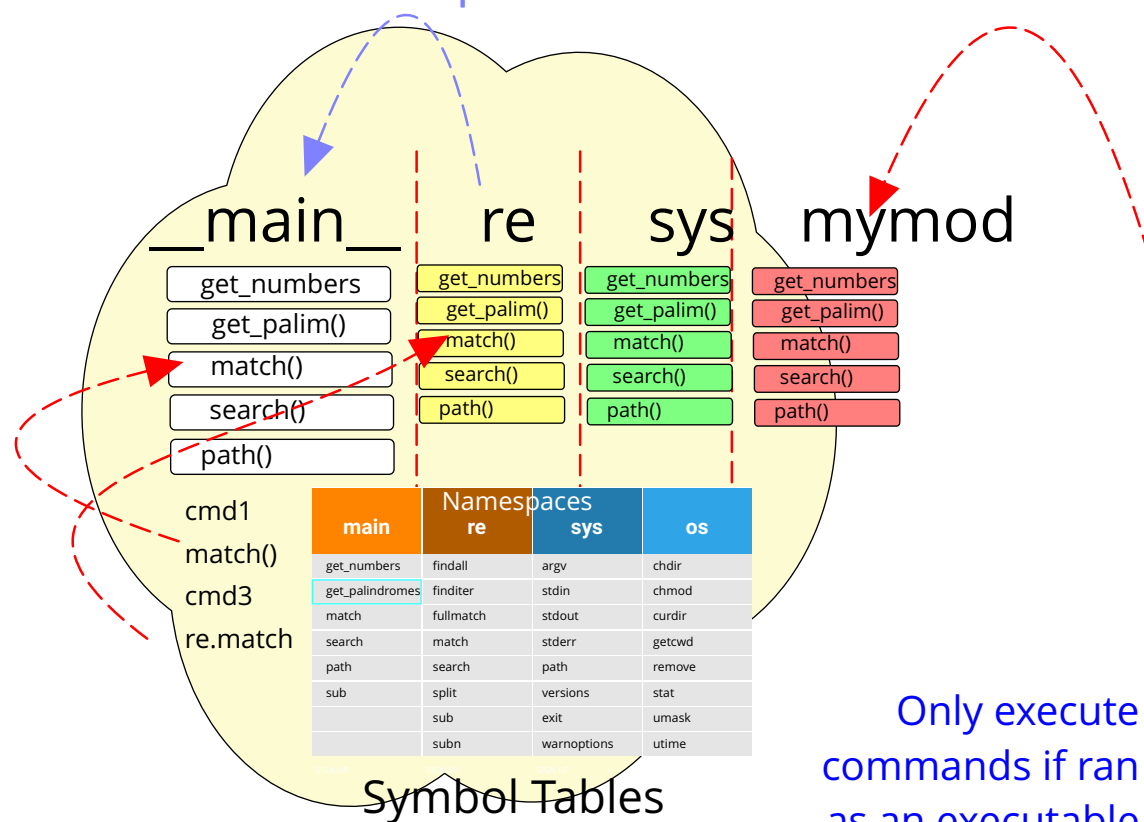 __main__
re
sys
mymod
get_numbers
get_palim()
match()
search()
path()
get_numbers
get_palim()
match()
search()
path()
get_numbers
get_palim()
match()
search()
path()
get_numbers
get_palim()
match()
search()
path()
cmd1
match()
cmd3
re.match
Namespaces
main re sys os
get_numbers findall argv chdir
get_palindromes finditer stdin chmod
match fullmatch stdout curdir
search match stderr getcwd
path search path remove
sub split versions stat
sub exit umask
subn warnoptions utime
Symbol Tables
Only execute
commands if ran
as an executable